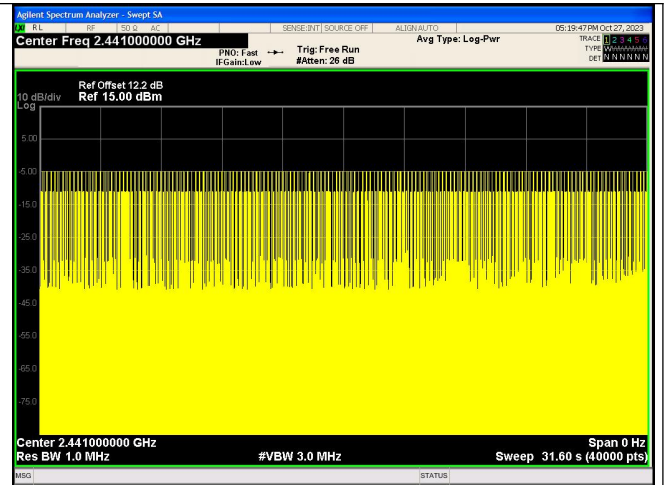 Agilent Spectrum Analyzer - Swept SA
RL RF 50 Ω AC SENSE:INT SOURCE OFF ALIGN AUTO 05:19:47 PM Oct 27, 2023
Center Freq 2.441000000 GHz
PNO: Fast
IFGain:Low
Trig: Free Run
#Atten: 26 dB
Avg Type: Log-Pwr
TRACE 1 2 3 4 5 6
TYPE
DET N N N N N N
Ref Offset 12.2 dB
10 dB/div Ref 15.00 dBm
Log
5.00
-5.00
-15.0
-25.0
-35.0
-45.0
-55.0
-65.0
-75.0
Center 2.441000000 GHz Span 0 Hz
Res BW 1.0 MHz #VBW 3.0 MHz Sweep 31.60 s (40000 pts)
MSG STATUS